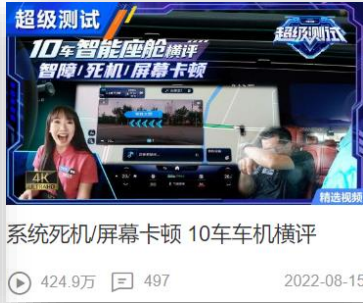 超级测试
超级测试
10车智能座舱横评
智障/死机/屏幕卡顿
4K
精选视频
系统死机/屏幕卡顿 10车车机横评
424.9万
497
2022-08-15